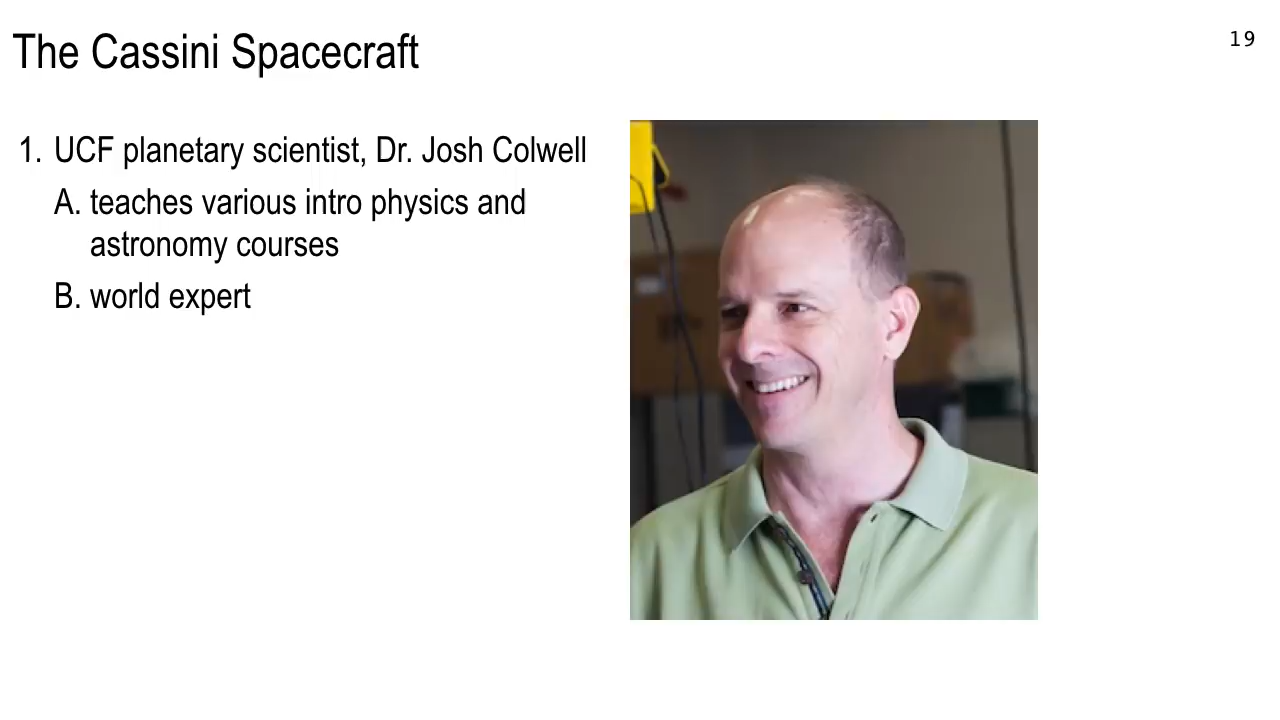 The Cassini Spacecraft
19
1. UCF planetary scientist, Dr. Josh Colwell
A. teaches various intro physics and
astronomy courses
B. world expert